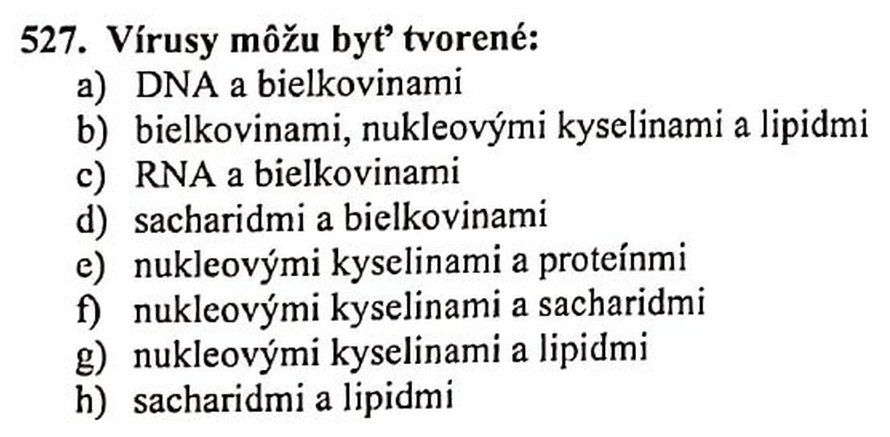 527. Vírusy môžu byť tvorené:
a) DNA a bielkovinami
b) bielkovinami, nukleovými kyselinami a lipidmi
c) RNA a bielkovinami
d) sacharidmi a bielkovinami
e) nukleovými kyselinami a proteínmi
f) nukleovými kyselinami a sacharidmi
g) nukleovými kyselinami a lipidmi
h) sacharidmi a lipidmi